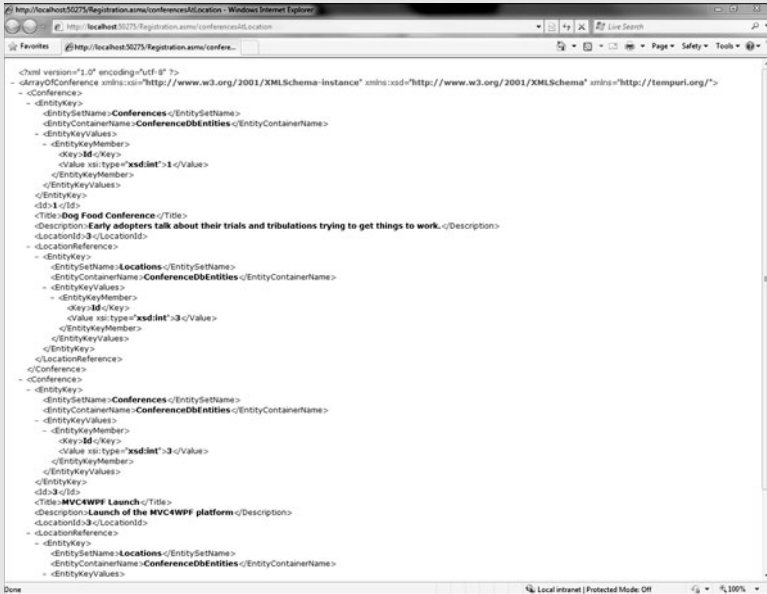 http://localhost:50275/Registration.asmx/conferencesAtLocation - Windows Internet Explorer
http://localhost:50275/Registration.asmx/conferencesAtLocation
Live Search
Favorites
http://localhost:50275/Registration.asmx/confere...
Page
Safety
Tools
<?xml version="1.0" encoding="utf-8" ?>
- <ArrayOfConference xmlns:xsi="http://www.w3.org/2001/XMLSchema-instance" xmlns:xsd="http://www.w3.org/2001/XMLSchema" xmlns="http://tempuri.org/">
- <Conference>
- <EntityKey>
<EntitySetName>Conferences</EntitySetName>
<EntityContainerName>ConferenceDbEntities</EntityContainerName>
- <EntityKeyValues>
- <EntityKeyMember>
<Key>Id</Key>
<Value xsi:type="xsd:int">1</Value>
</EntityKeyMember>
</EntityKeyValues>
</EntityKey>
<Id>1</Id>
<Title>Dog Food Conference</Title>
<Description>Early adopters talk about their trials and tribulations trying to get things to work.</Description>
<LocationId>3</LocationId>
- <LocationReference>
- <EntityKey>
<EntitySetName>Locations</EntitySetName>
<EntityContainerName>ConferenceDbEntities</EntityContainerName>
- <EntityKeyValues>
- <EntityKeyMember>
<Key>Id</Key>
<Value xsi:type="xsd:int">3</Value>
</EntityKeyMember>
</EntityKeyValues>
</EntityKey>
</LocationReference>
</Conference>
- <Conference>
- <EntityKey>
<EntitySetName>Conferences</EntitySetName>
<EntityContainerName>ConferenceDbEntities</EntityContainerName>
- <EntityKeyValues>
- <EntityKeyMember>
<Key>Id</Key>
<Value xsi:type="xsd:int">3</Value>
</EntityKeyMember>
</EntityKeyValues>
</EntityKey>
<Id>3</Id>
<Title>MVC4WPF Launch</Title>
<Description>Launch of the MVC4WPF platform</Description>
<LocationId>3</LocationId>
- <LocationReference>
- <EntityKey>
<EntitySetName>Locations</EntitySetName>
<EntityContainerName>ConferenceDbEntities</EntityContainerName>
- <EntityKeyValues>
Done
Local intranet | Protected Mode: Off
100%